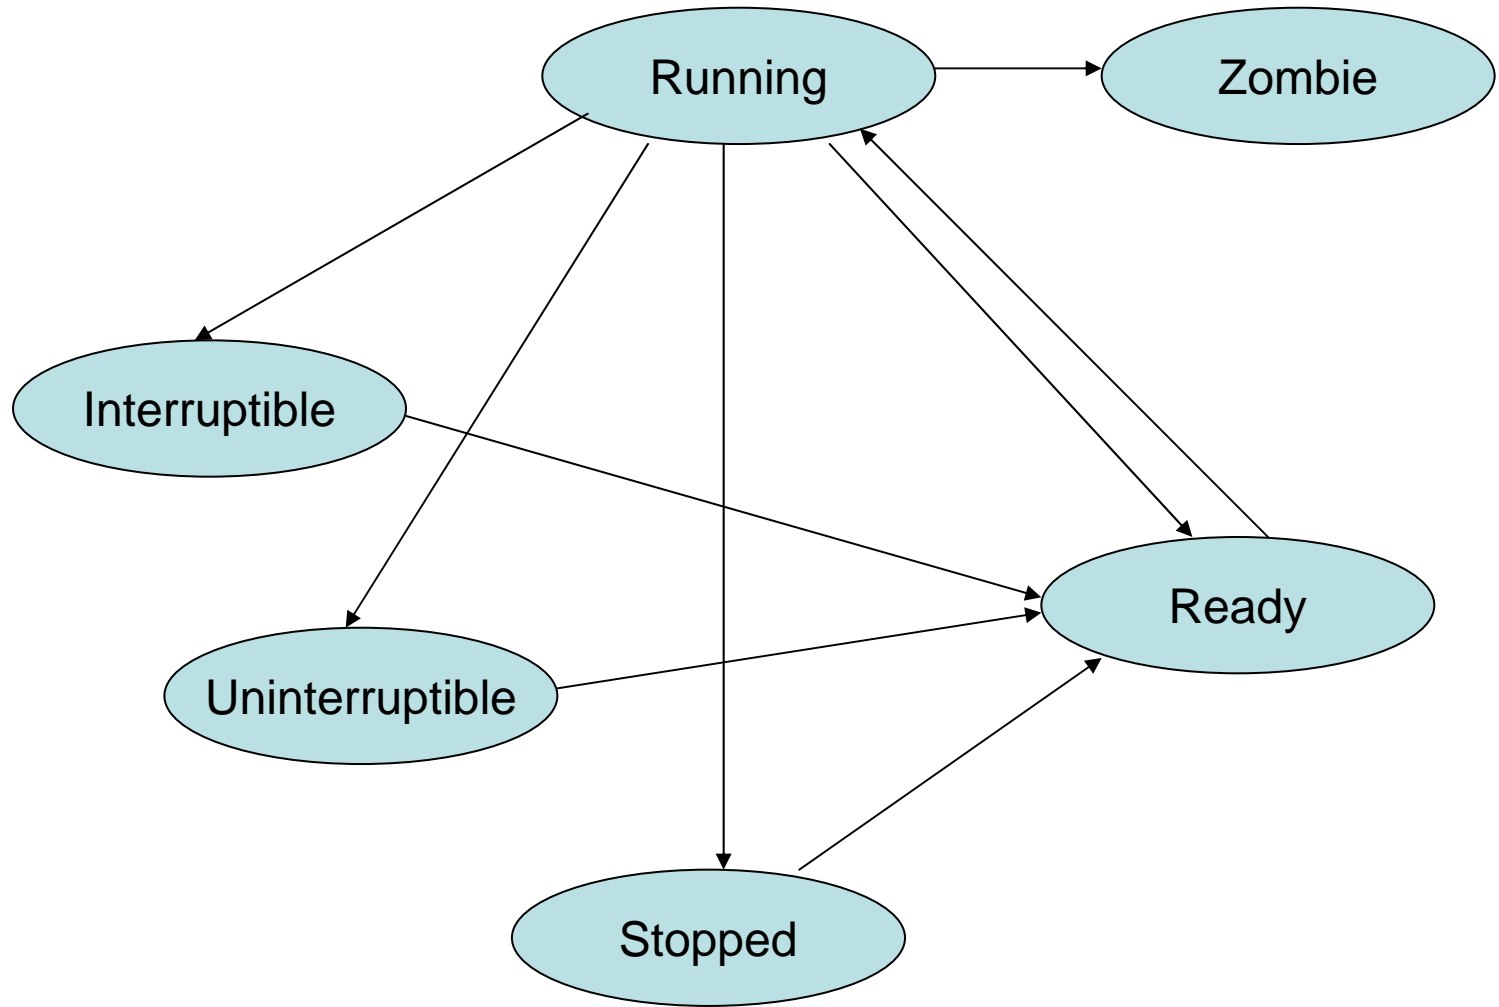 Running
Zombie
Interruptible
Ready
Uninterruptible
Stopped